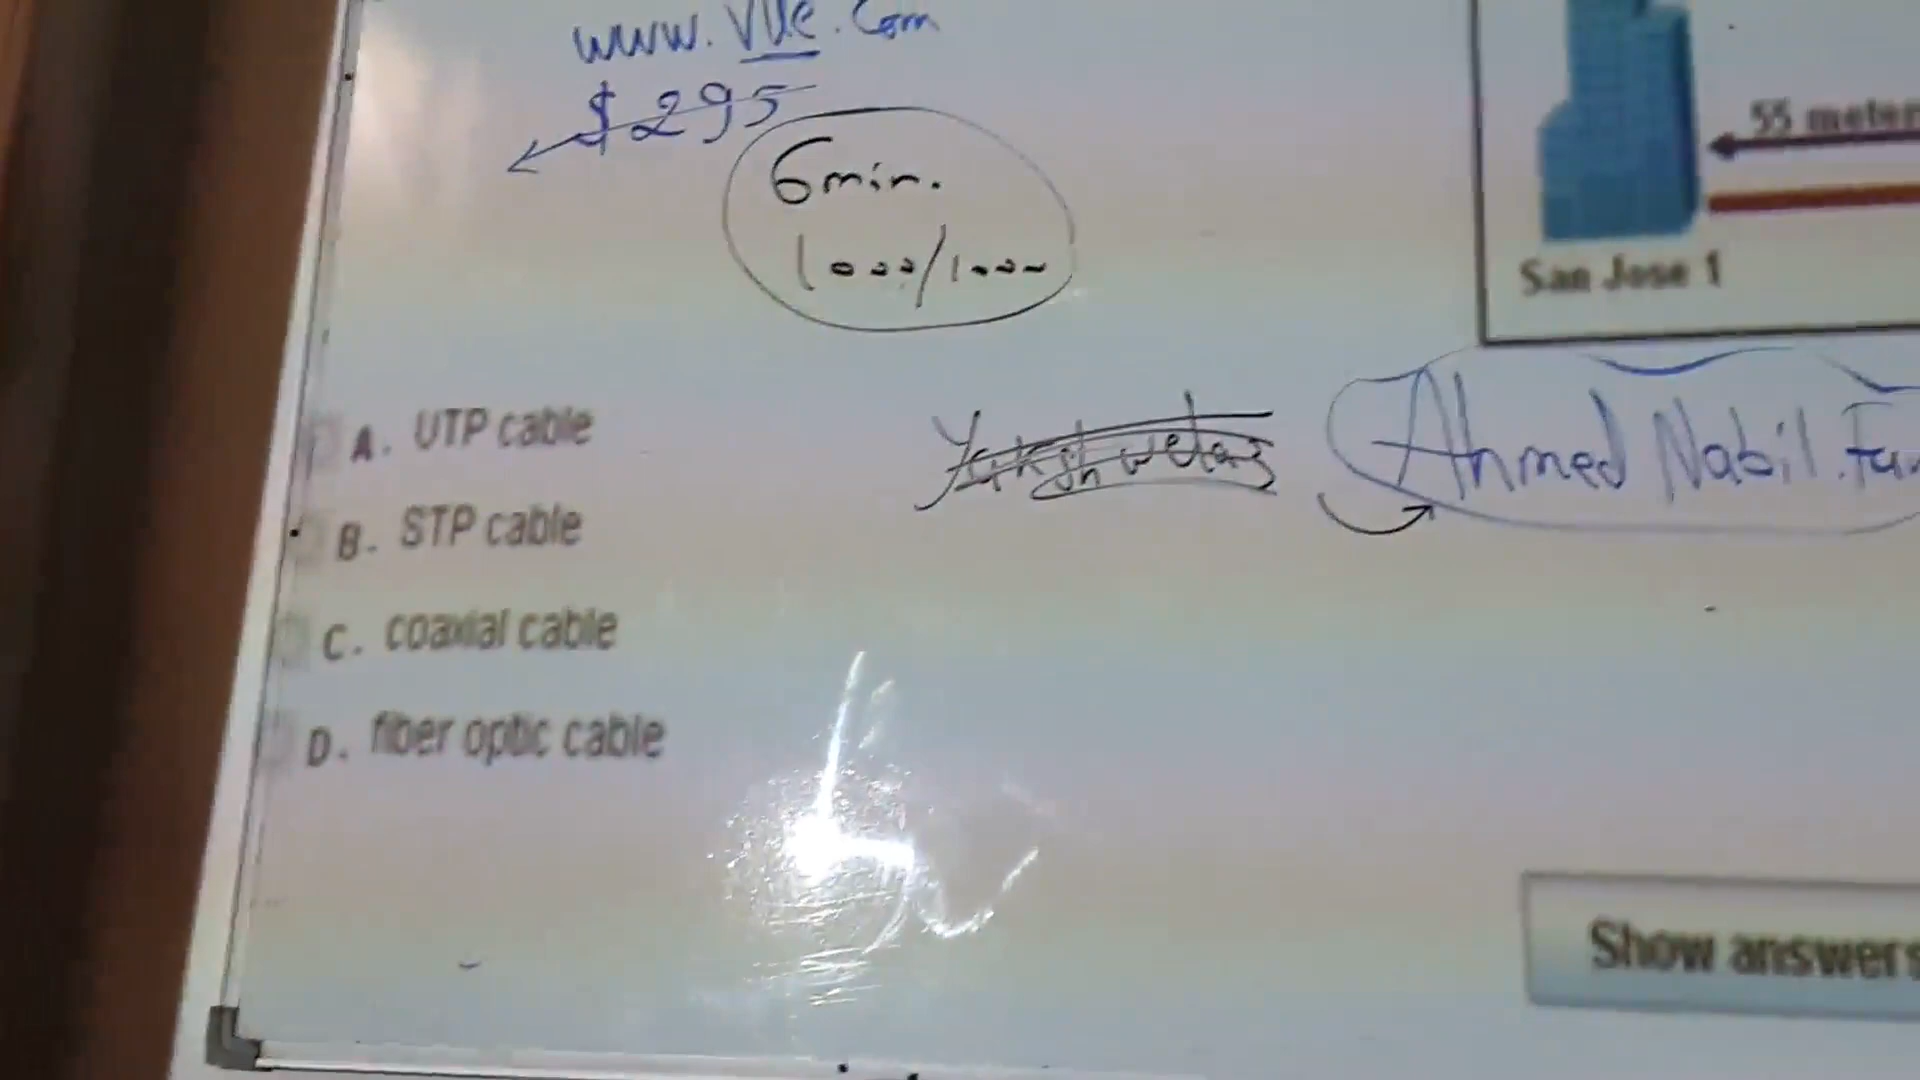 www.VUE.Com
$295
6min.
1000/1000
55 meter
San Jose 1
A. UTP cable
Ahmed Nabil.
B. STP cable
C. coaxial cable
D. fiber optic cable
Show answers